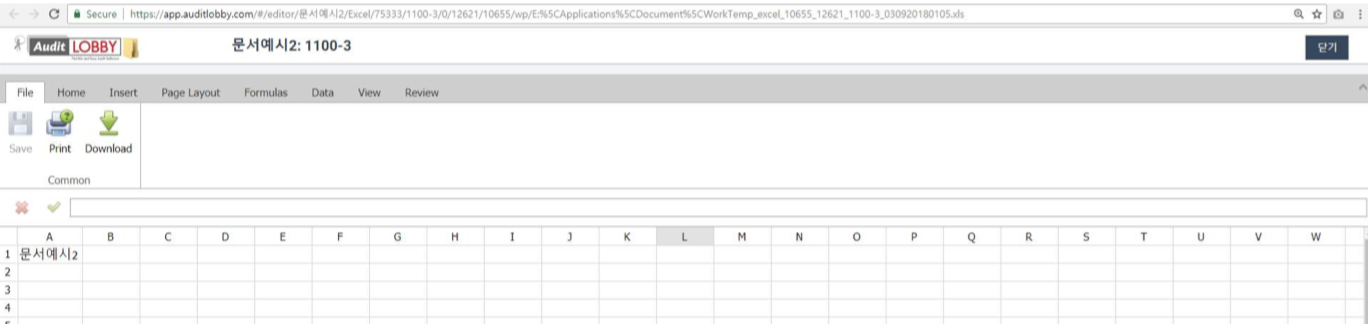 Secure https://app.auditlobby.com/#/editor/문서예시2/Excel/75333/1100-3/0/12621/10655/wp/E:%5CApplications%5CDocument%5CWorkTemp_excel_10655_12621_1100-3_030920180105.xls
Audit LOBBY 문서예시2: 1100-3 닫기
File Home Insert Page Layout Formulas Data View Review
Save Print Download
Common
A B C D E F G H I J K L M N O P Q R S T U V W
1 문서예시2
2
3
4